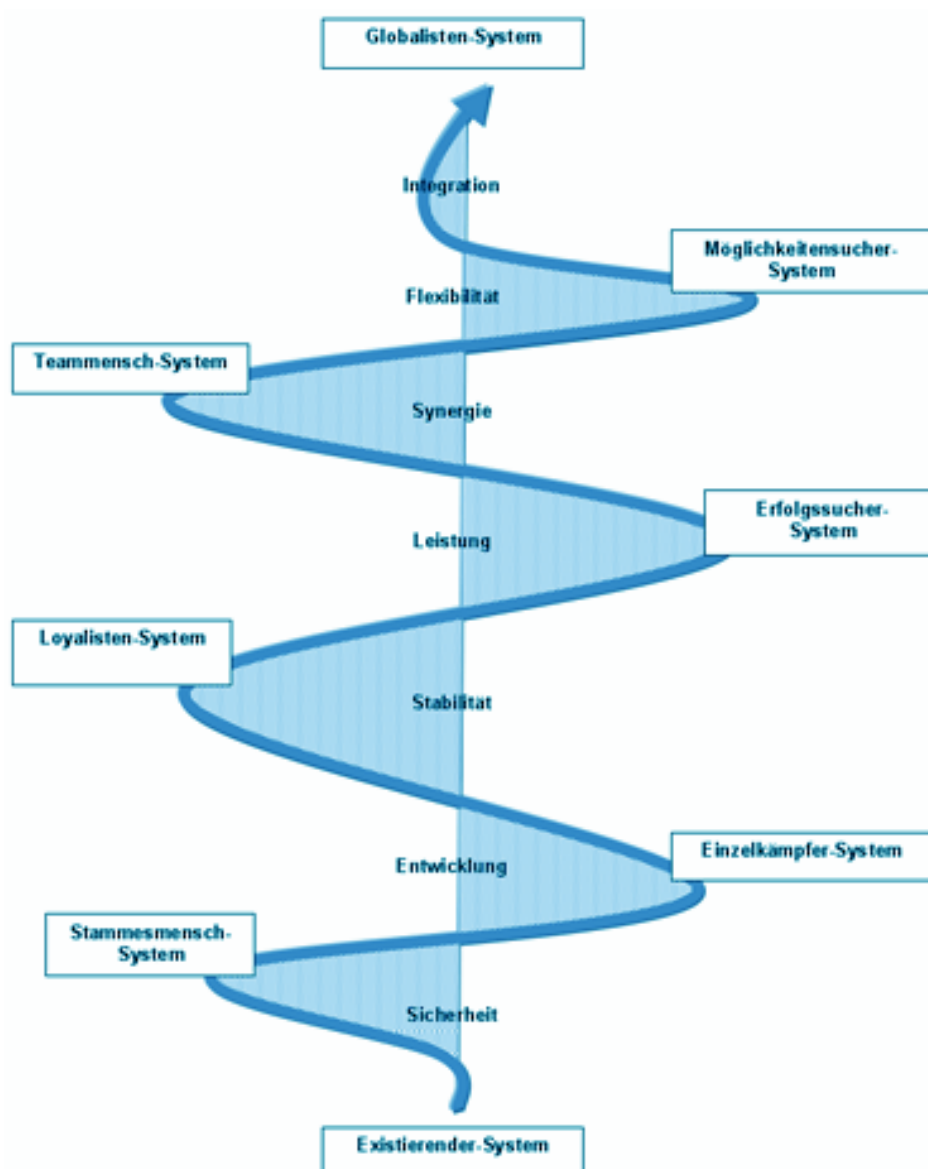 Globalisten-System
Integration
Möglichkeitensucher-
System
Flexibilität
Teammensch-System
Synergie
Erfolgssucher-
System
Leistung
Loyalisten-System
Stabilität
Einzelkämpfer-System
Entwicklung
Stammesmensch-
System
Sicherheit
Existierender-System